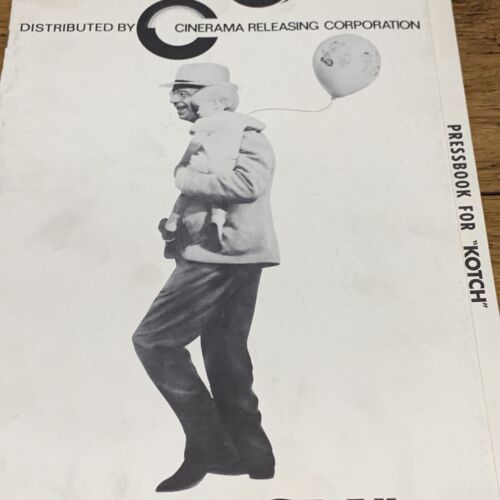 DISTRIBUTED BY CINERAMA RELEASING CORPORATION
PRESSBOOK FOR "KOTCH"